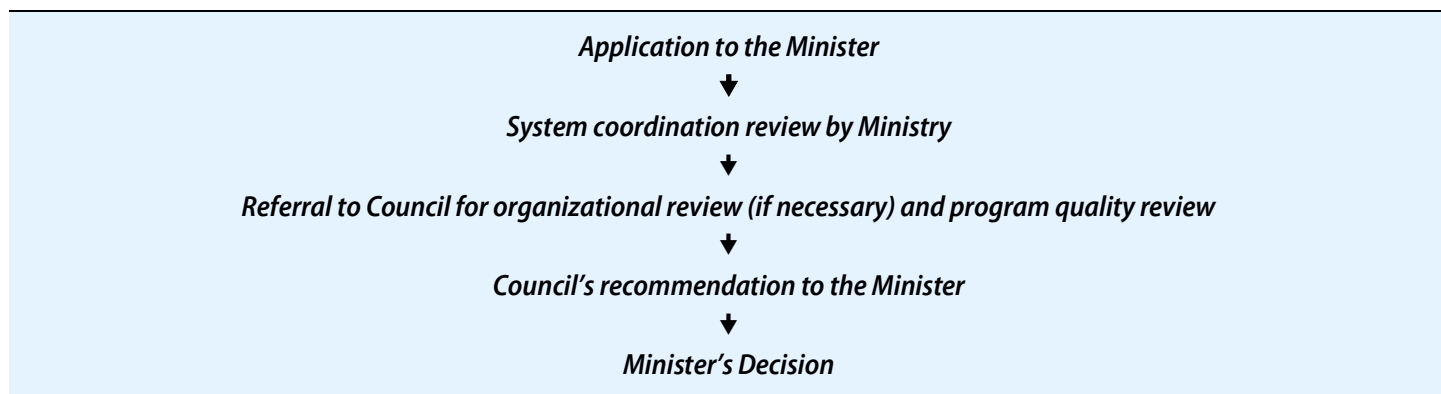 Application to the Minister
System coordination review by Ministry
Referral to Council for organizational review (if necessary) and program quality review
Council’s recommendation to the Minister
Minister’s Decision